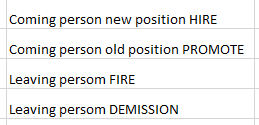 Coming person new position HIRE
Coming person old position PROMOTE
Leaving persom FIRE
Leaving persom DEMISSION